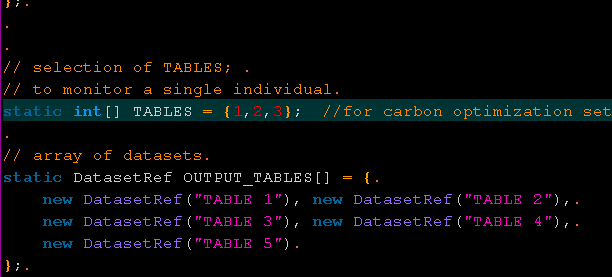 };.
.
.
// selection of TABLES; .
// to monitor a single individual.
static int[] TABLES = {1,2,3};  //for carbon optimization set
.
// array of datasets.
static DatasetRef OUTPUT_TABLES[] = {.
    new DatasetRef("TABLE 1"), new DatasetRef("TABLE 2"),.
    new DatasetRef("TABLE 3"), new DatasetRef("TABLE 4"),.
    new DatasetRef("TABLE 5").
};.